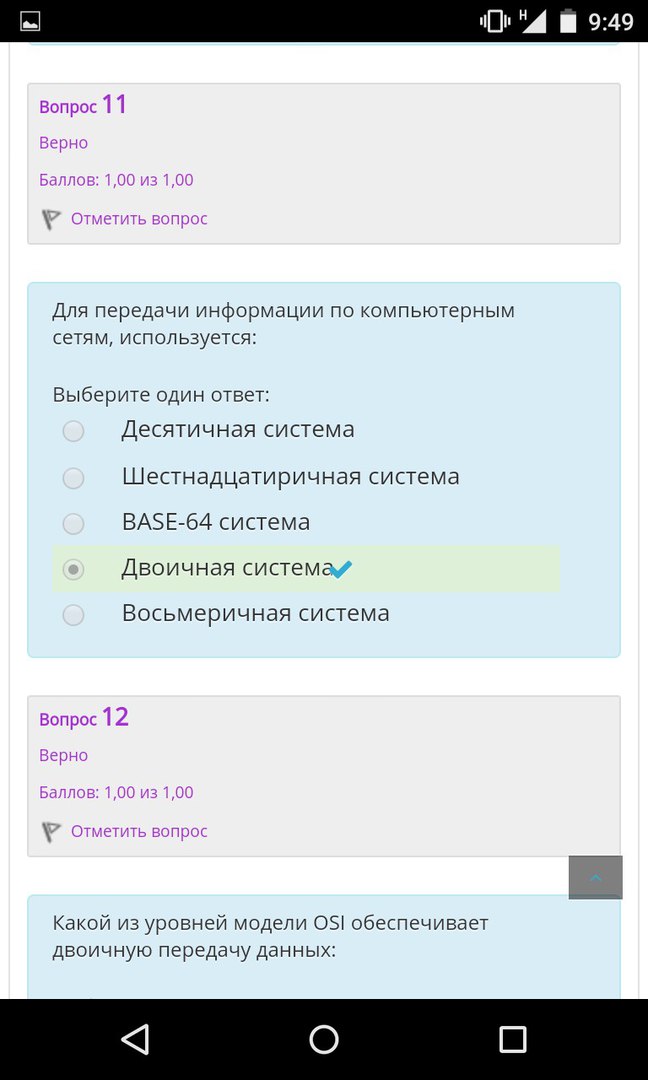 H
9:49
Вопрос 11
Верно
Баллов: 1,00 из 1,00
Отметить вопрос
Для передачи информации по компьютерным
сетям, используется:
Выберите один ответ:
Десятичная система
Шестнадцатиричная система
BASE-64 система
Двоичная система
Восьмеричная система
Вопрос 12
Верно
Баллов: 1,00 из 1,00
Отметить вопрос
Какой из уровней модели OSI обеспечивает
двоичную передачу данных: